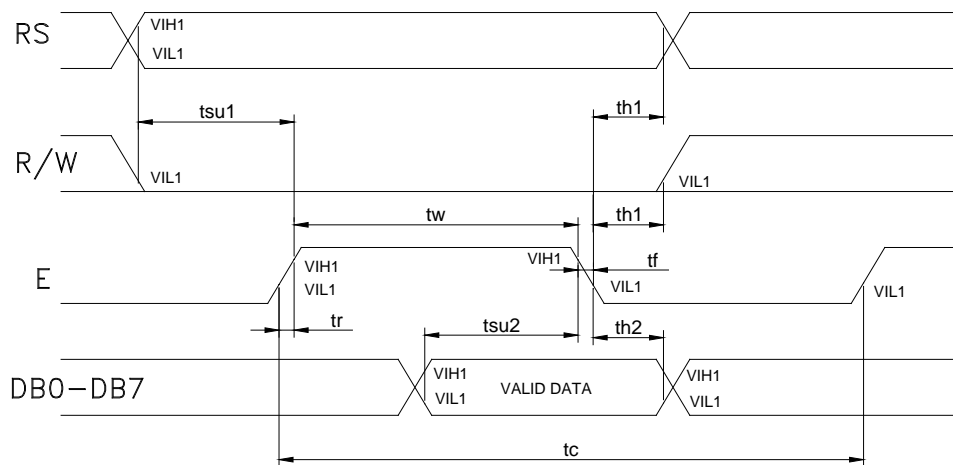 RS
VIH1
VIL1
tsu1
th1
R/W
VIL1
VIL1
tw
th1
E
VIH1
VIL1
VIH1
tf
VIL1
VIL1
tr
tsu2
th2
DB0-DB7
VIH1
VIL1
VALID DATA
VIH1
VIL1
tc